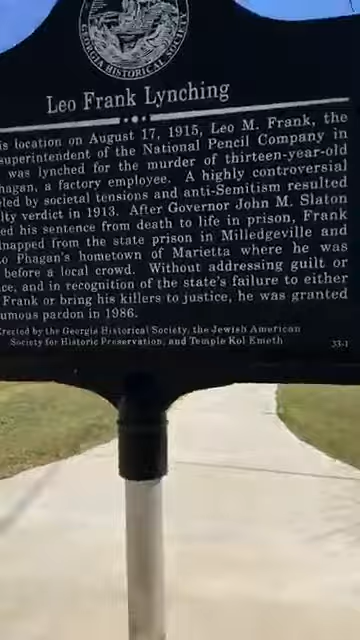 GEORGIA HISTORICAL SOCIETY
Leo Frank Lynching
is location on August 17, 1915, Leo M. Frank, the
superintendent of the National Pencil Company in
was lynched for the murder of thirteen-year-old
hagan, a factory employee. A highly controversial
led by societal tensions and anti-Semitism resulted
lty verdict in 1913. After Governor John M. Slaton
ed his sentence from death to life in prison, Frank
dnapped from the state prison in Milledgeville and
o Phagan's hometown of Marietta where he was
before a local crowd. Without addressing guilt or
ce, and in recognition of the state's failure to either
Frank or bring his killers to justice, he was granted
umous pardon in 1986.
Erected by the Georgia Historical Society, the Jewish American
Society for Historic Preservation, and Temple Kol Emeth
33-1